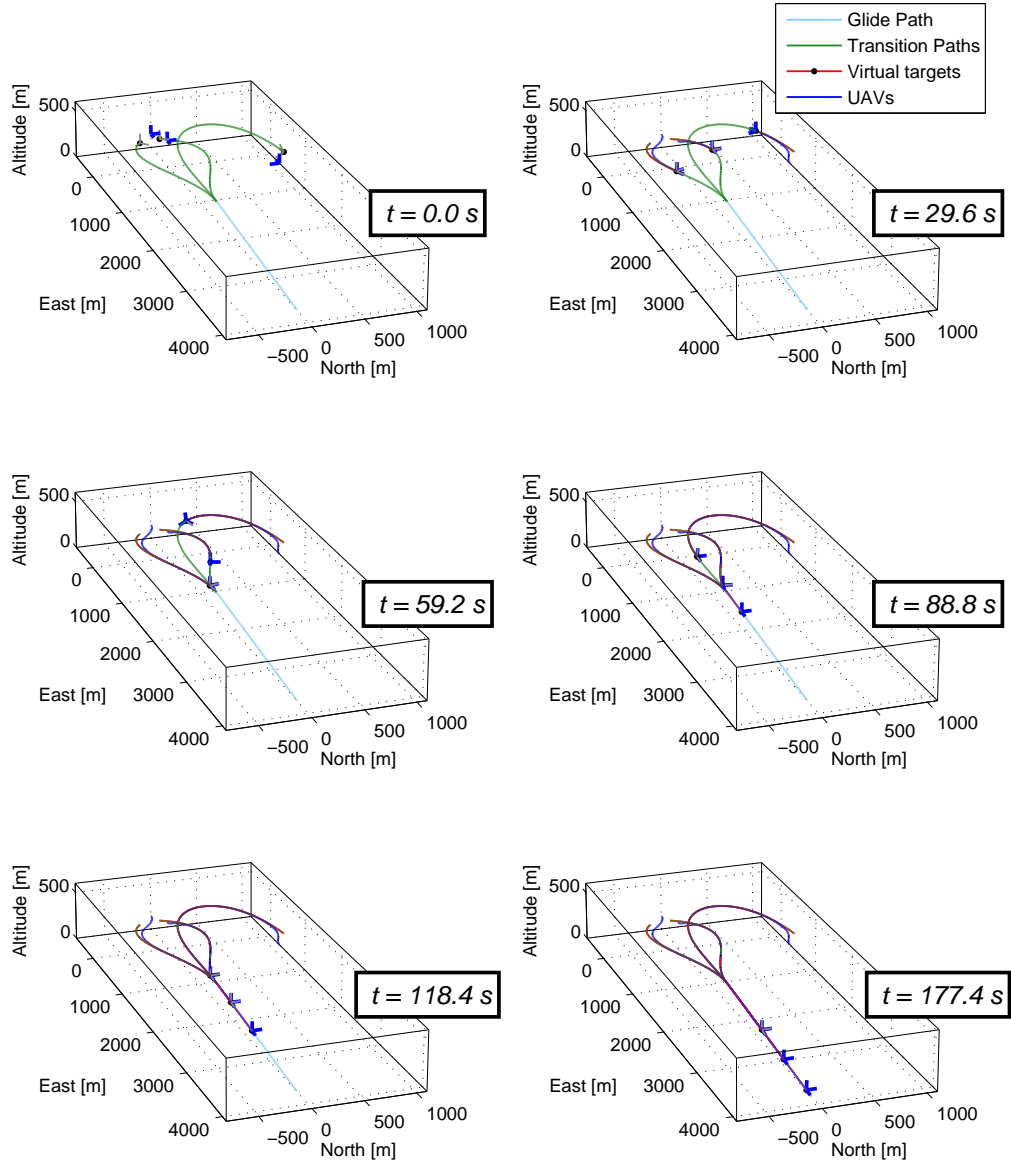 Glide Path
Transition Paths
Virtual targets
UAVs
Altitude [m]
500
0
0
1000
2000
3000
4000
East [m]
−500
0
500
1000
North [m]
t = 0.0 s
Altitude [m]
500
0
0
1000
2000
3000
4000
East [m]
−500
0
500
1000
North [m]
t = 29.6 s
Altitude [m]
500
0
0
1000
2000
3000
4000
East [m]
−500
0
500
1000
North [m]
t = 59.2 s
Altitude [m]
500
0
0
1000
2000
3000
4000
East [m]
−500
0
500
1000
North [m]
t = 88.8 s
Altitude [m]
500
0
0
1000
2000
3000
4000
East [m]
−500
0
500
1000
North [m]
t = 118.4 s
Altitude [m]
500
0
0
1000
2000
3000
4000
East [m]
−500
0
500
1000
North [m]
t = 177.4 s